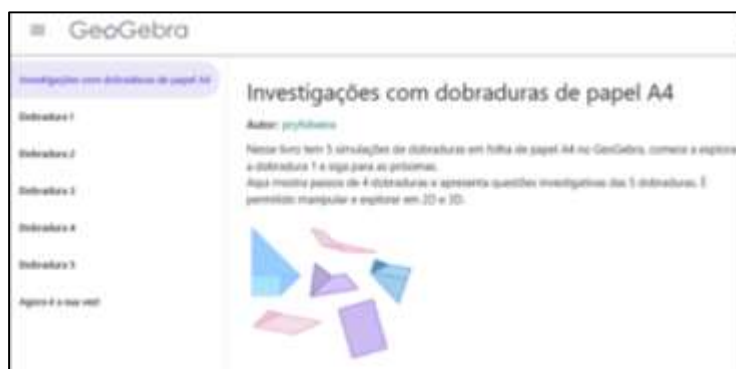 GeoGebra
Investigações com dobraduras de papel A4
Dobradura 1
Dobradura 2
Dobradura 3
Dobradura 4
Dobradura 5
Agora é a sua vez!
Investigações com dobraduras de papel A4
Autor:
Nesse livro tem 5 simulações de dobraduras em folha de papel A4 no GeoGebra, comece a explorar
a dobradura 1 e siga para as próximas.
Aqui mostra passos de 4 dobraduras e apresenta questões investigativas das 5 dobraduras. É
permitido manipular e explorar em 2D e 3D.